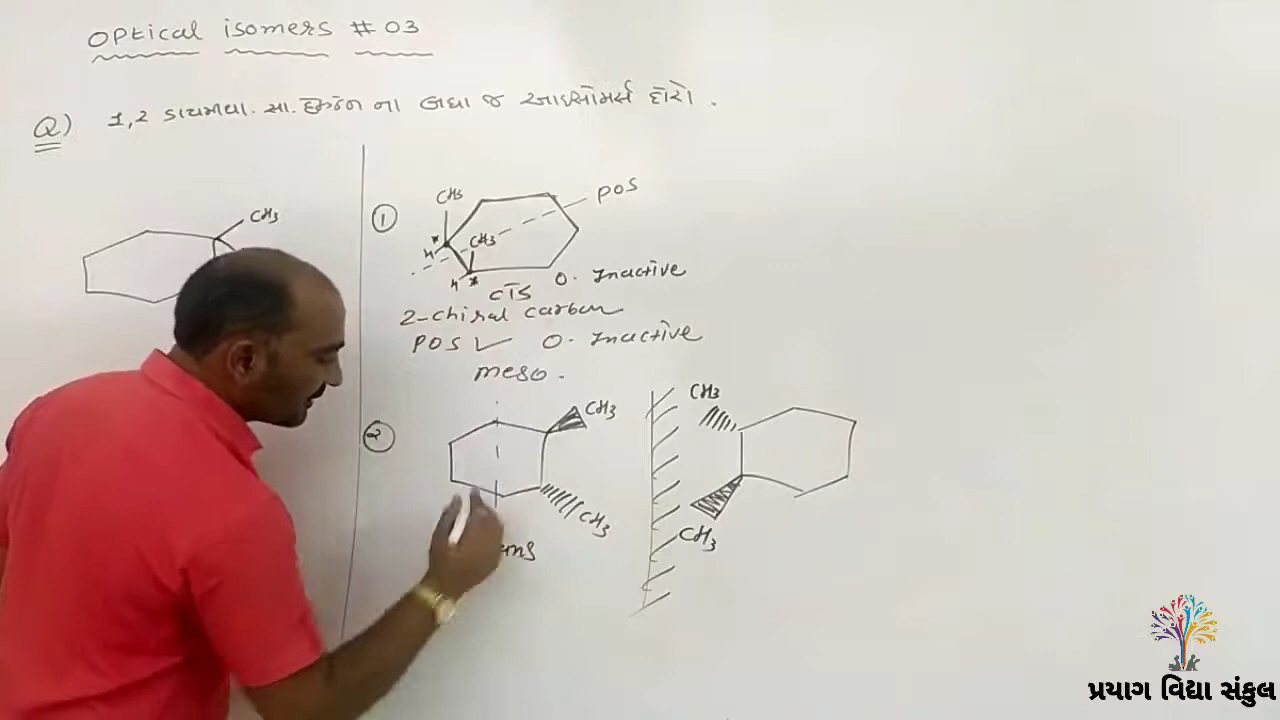 OPtical isomers # 03
Q) 1,2 ડાયમિથા. સા. હેક્ઝેન ના બધા જ આઇસોમર્સ દોરો .
CH3
① CH3
POS
* CH3
H
H *
CIS
O. Inactive
2-chiral carbon
POS ✓ O. Inactive
meso .
② CH3
CH3
CH3
CH3
પ્રયાગ વિદ્યા સંકુલ